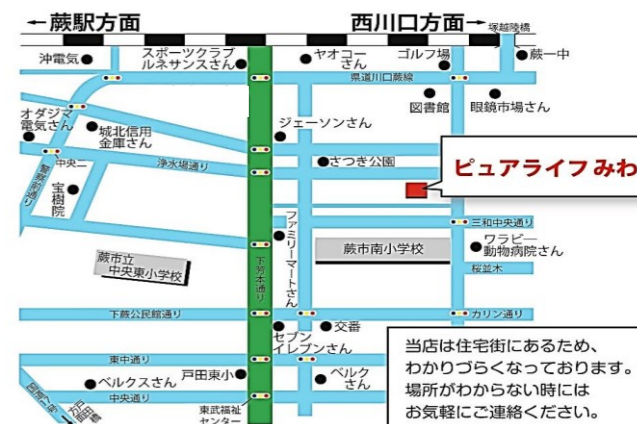 ←蕨駅方面
西川口方面→
塚越陸橋
沖電気
スポーツクラブ
ルネサンスさん
ヤオコー
さん
ゴルフ場
蕨一中
県道川口蕨線
図書館
眼鏡市場さん
オダジマ
電気さん
城北信用
金庫さん
ジェーソンさん
中央二
浄水場通り
さつき公園
ピュアライフ みわ
警察前通り
宝樹院
ファミリーマートさん
三和中央通り
蕨市南小学校
ワラビー
動物病院さん
蕨市立
中央東小学校
下芳本通り
桜並木
下蕨公民館通り
カリン通り
セブン
イレブンさん
交番
東中通り
戸田東小
ベルクスさん
ベルク
さん
中央通り
東武福祉
センター
当店は住宅街にあるため、
わかりづらくなっております。
場所がわからない時には
お気軽にご連絡ください。